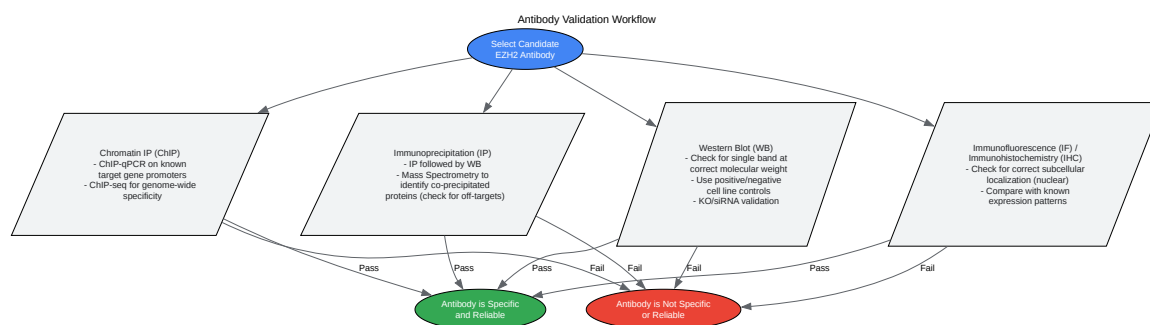 Antibody Validation Workflow
Select Candidate
EZH2 Antibody
Chromatin IP (ChIP)
- ChIP-qPCR on known
target gene promoters
- ChIP-seq for genome-wide
specificity
Immunoprecipitation (IP)
- IP followed by WB
- Mass Spectrometry to
identify co-precipitated
proteins (check for off-targets)
Western Blot (WB)
- Check for single band at
correct molecular weight
- Use positive/negative
cell line controls
- KO/siRNA validation
Immunofluorescence (IF) /
Immunohistochemistry (IHC)
- Check for correct subcellular
localization (nuclear)
- Compare with known
expression patterns
Pass
Pass
Pass
Fail
Fail
Fail
Pass
Fail
Antibody is Specific
and Reliable
Antibody is Not Specific
or Reliable